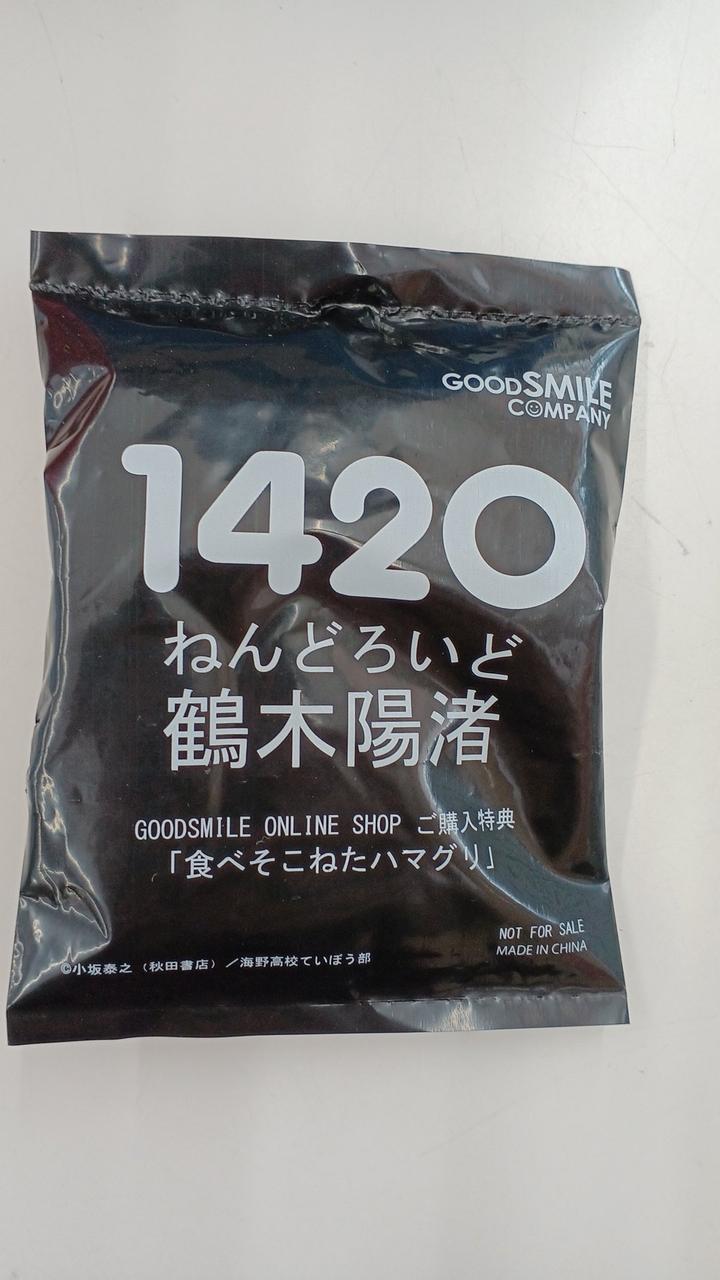 GOODSMILE
COMPANY
1420
ねんどろいど
鶴木陽渚
GOODSMILE ONLINE SHOP ご購入特典
「食べそこねたハマグリ」
NOT FOR SALE
MADE IN CHINA
©小坂泰之（秋田書店）／海野高校ていぼう部